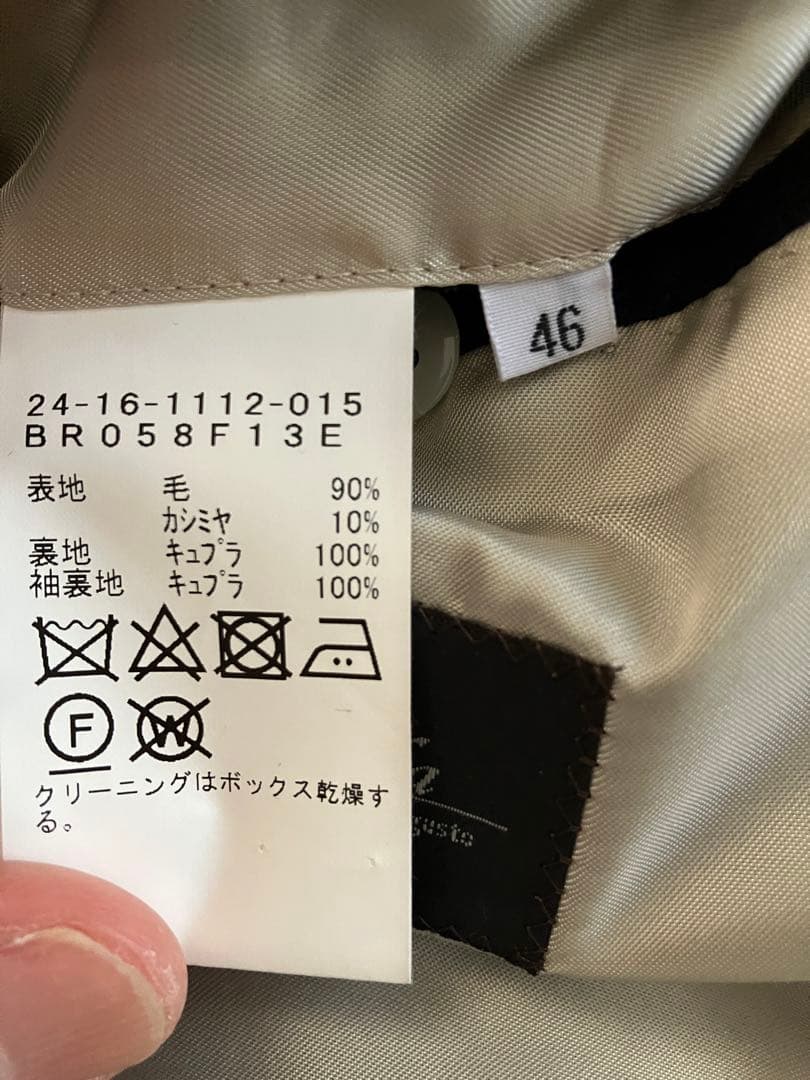 46
24-16-1112-015
BR058F13E
表地 毛 90%
カシミヤ 10%
裏地 キュプラ 100%
袖裏地 キュプラ 100%
F W
クリーニングはボックス乾燥す
る。